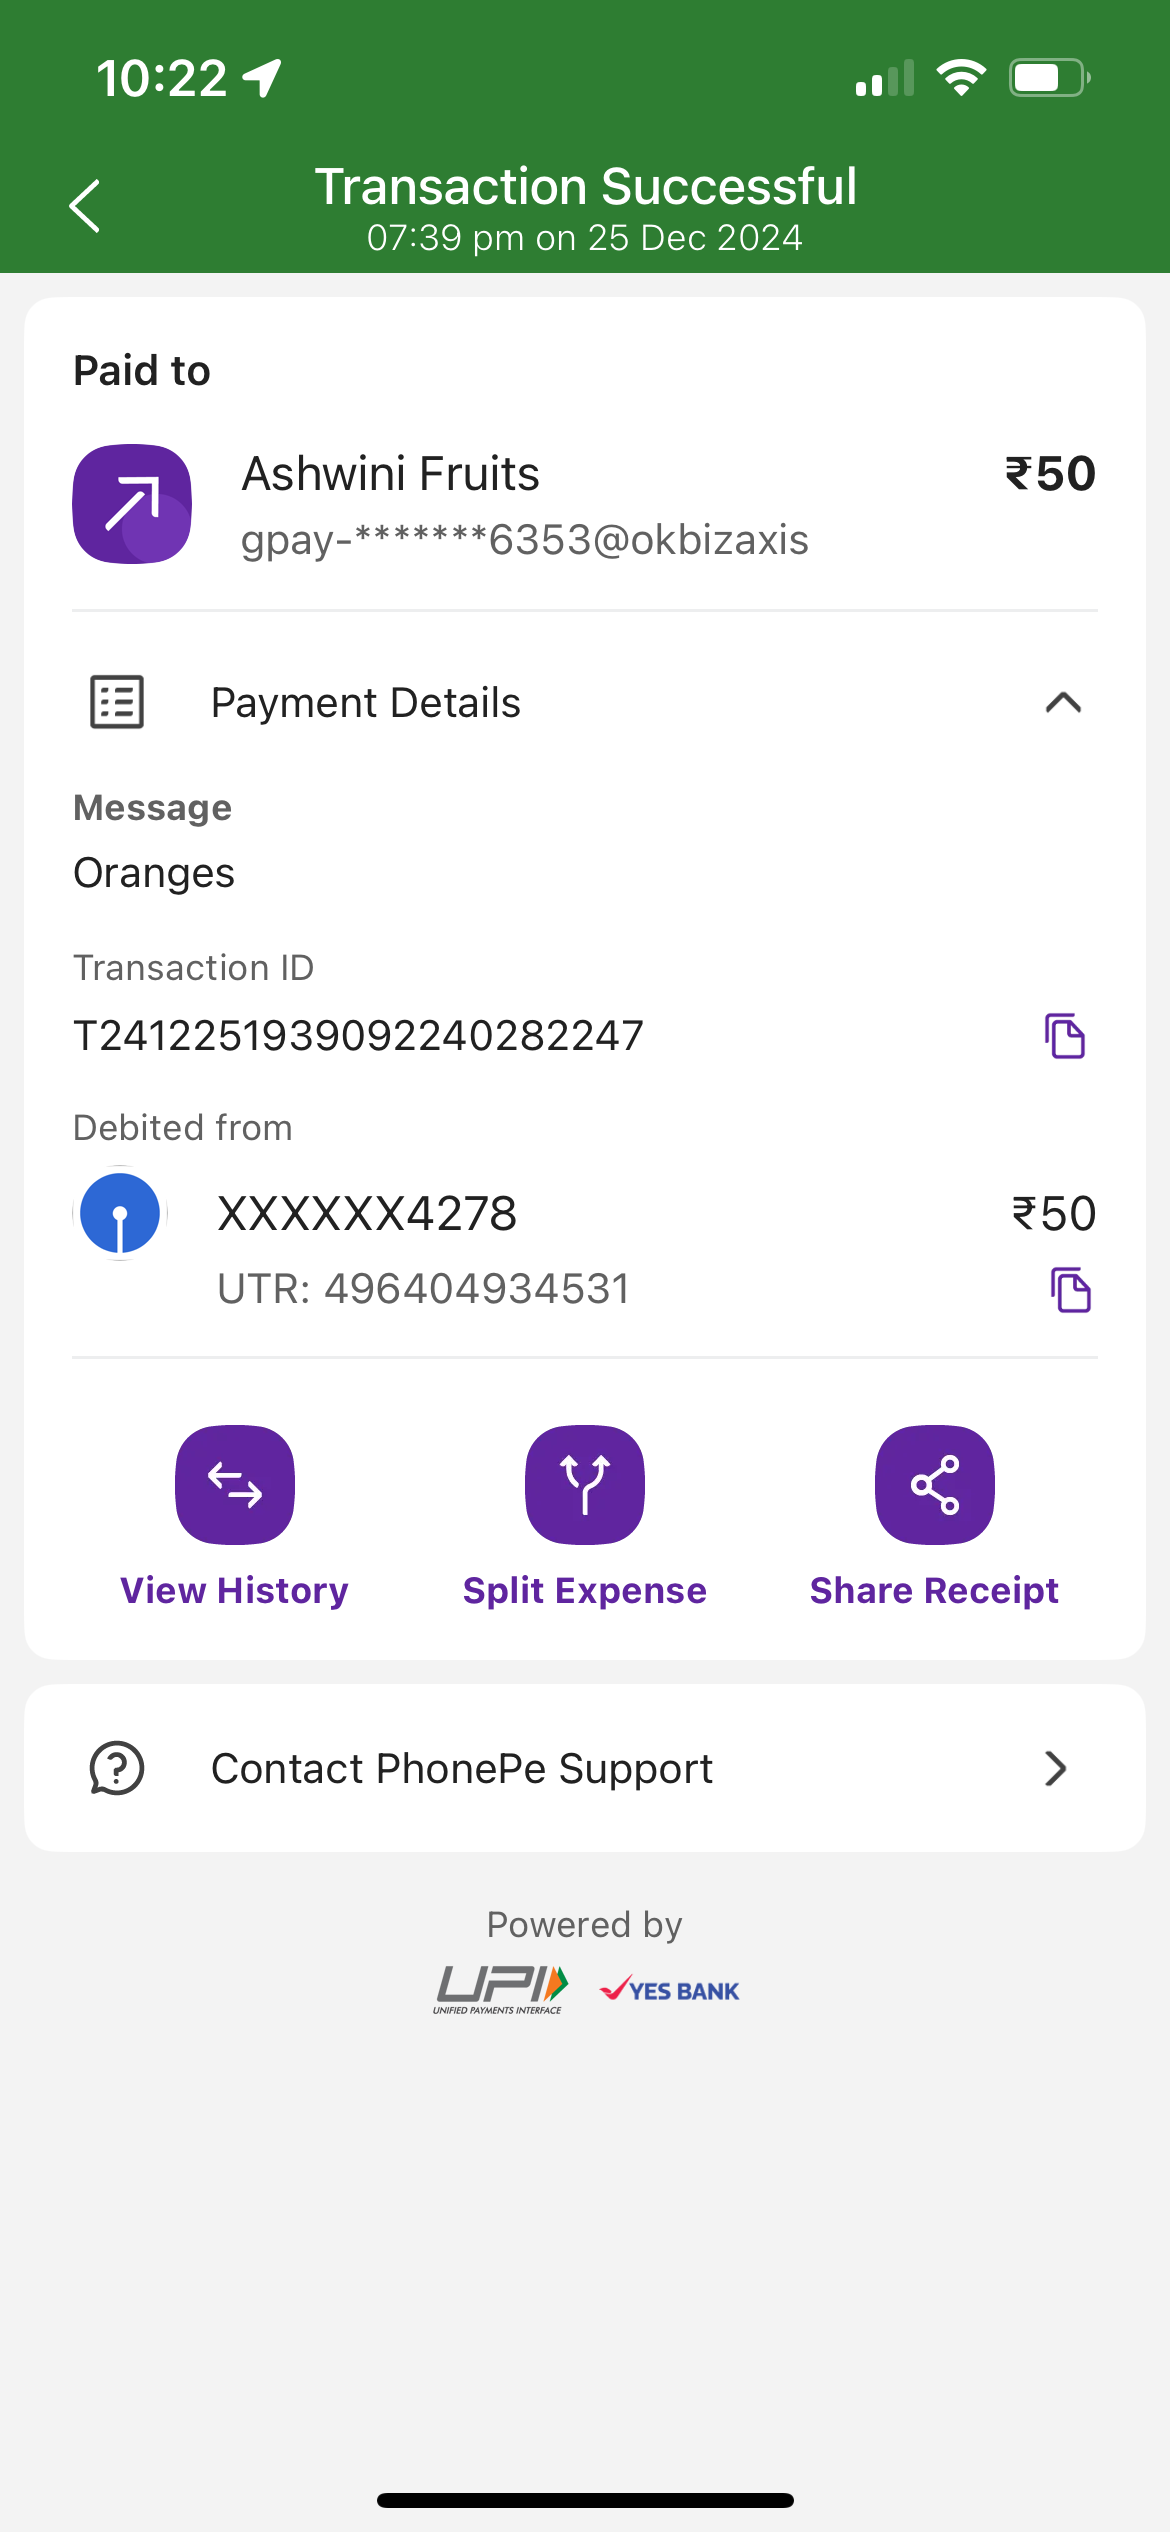 10:22
Transaction Successful
07:39 pm on 25 Dec 2024
Paid to
Ashwini Fruits ₹50
gpay-*******6353@okbizaxis
Payment Details
Message
Oranges
Transaction ID
T2412251939092240282247
Debited from
XXXXXX4278 ₹50
UTR: 496404934531
View History Split Expense Share Receipt
Contact PhonePe Support
Powered by
UPI YES BANK
UNIFIED PAYMENTS INTERFACE